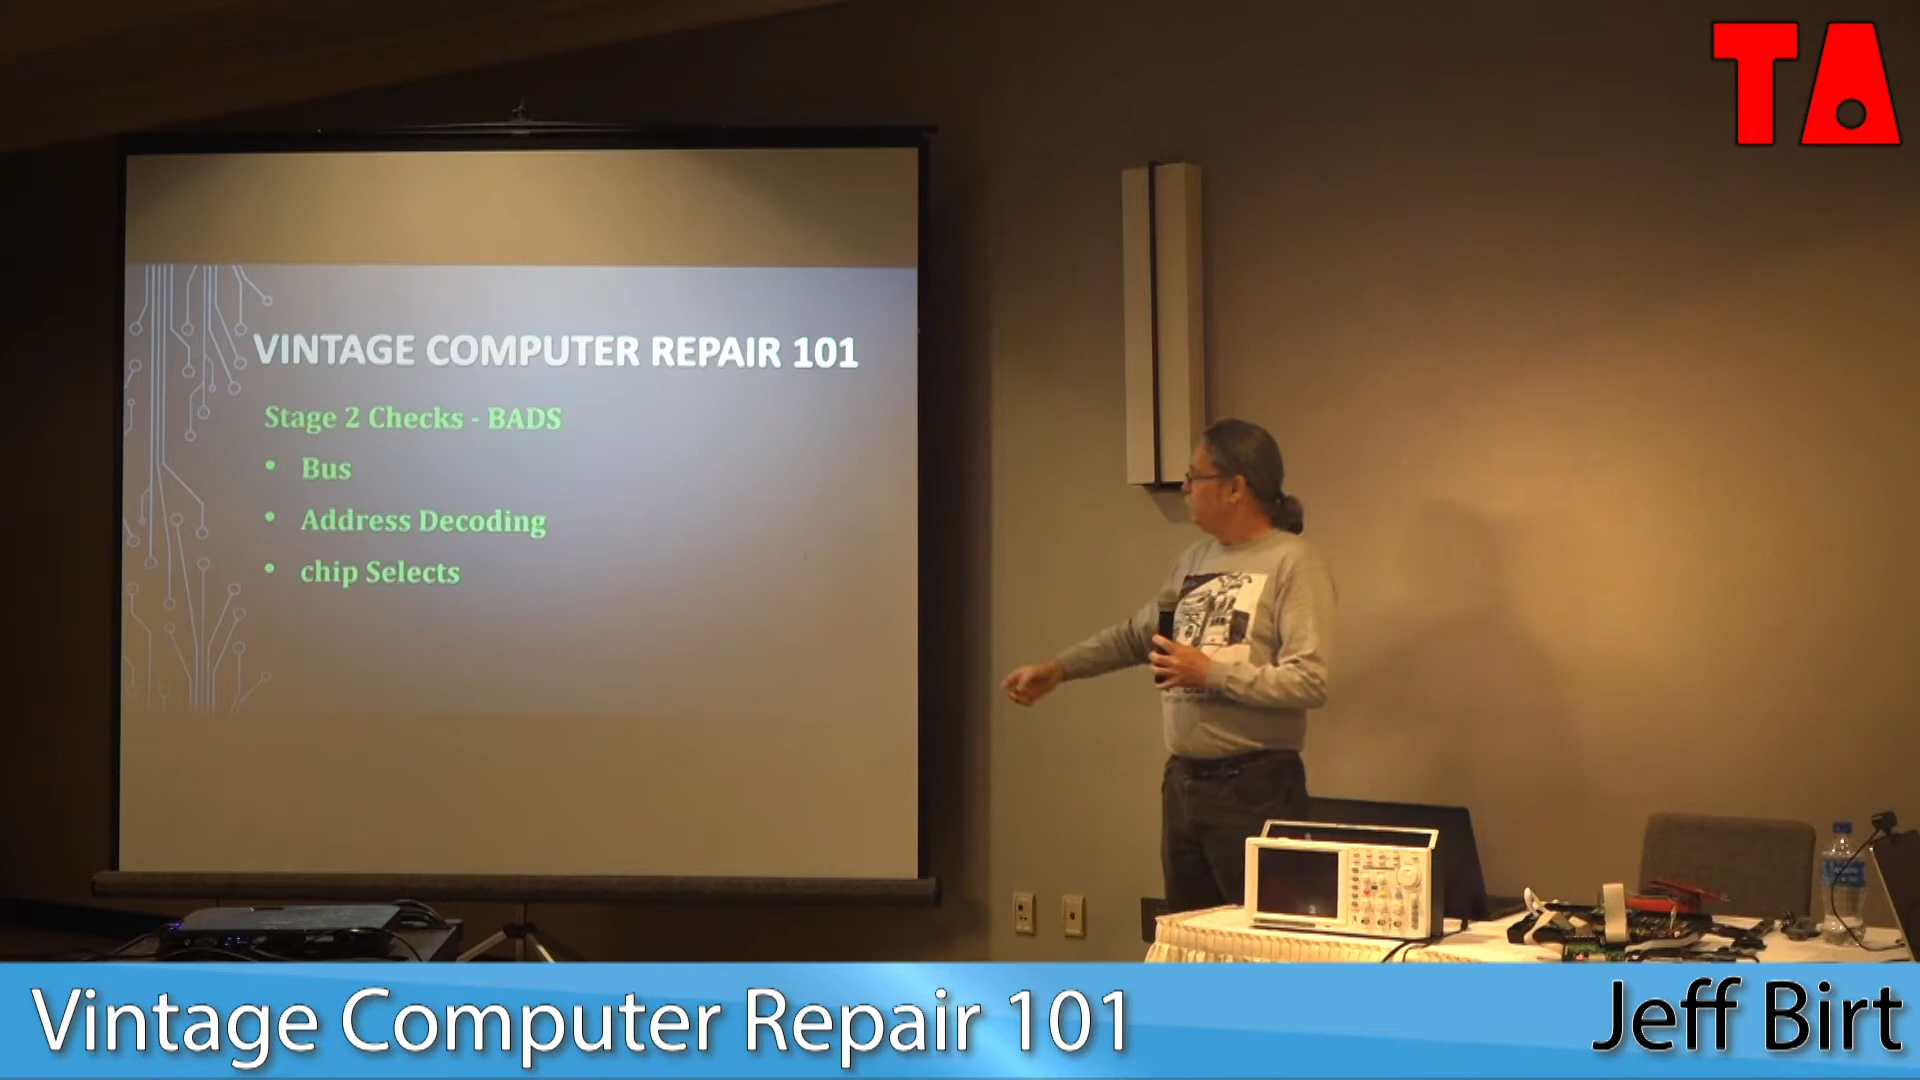 TA
VINTAGE COMPUTER REPAIR 101
Stage 2 Checks - BADS
• Bus
• Address Decoding
• chip Selects
Vintage Computer Repair 101
Jeff Birt